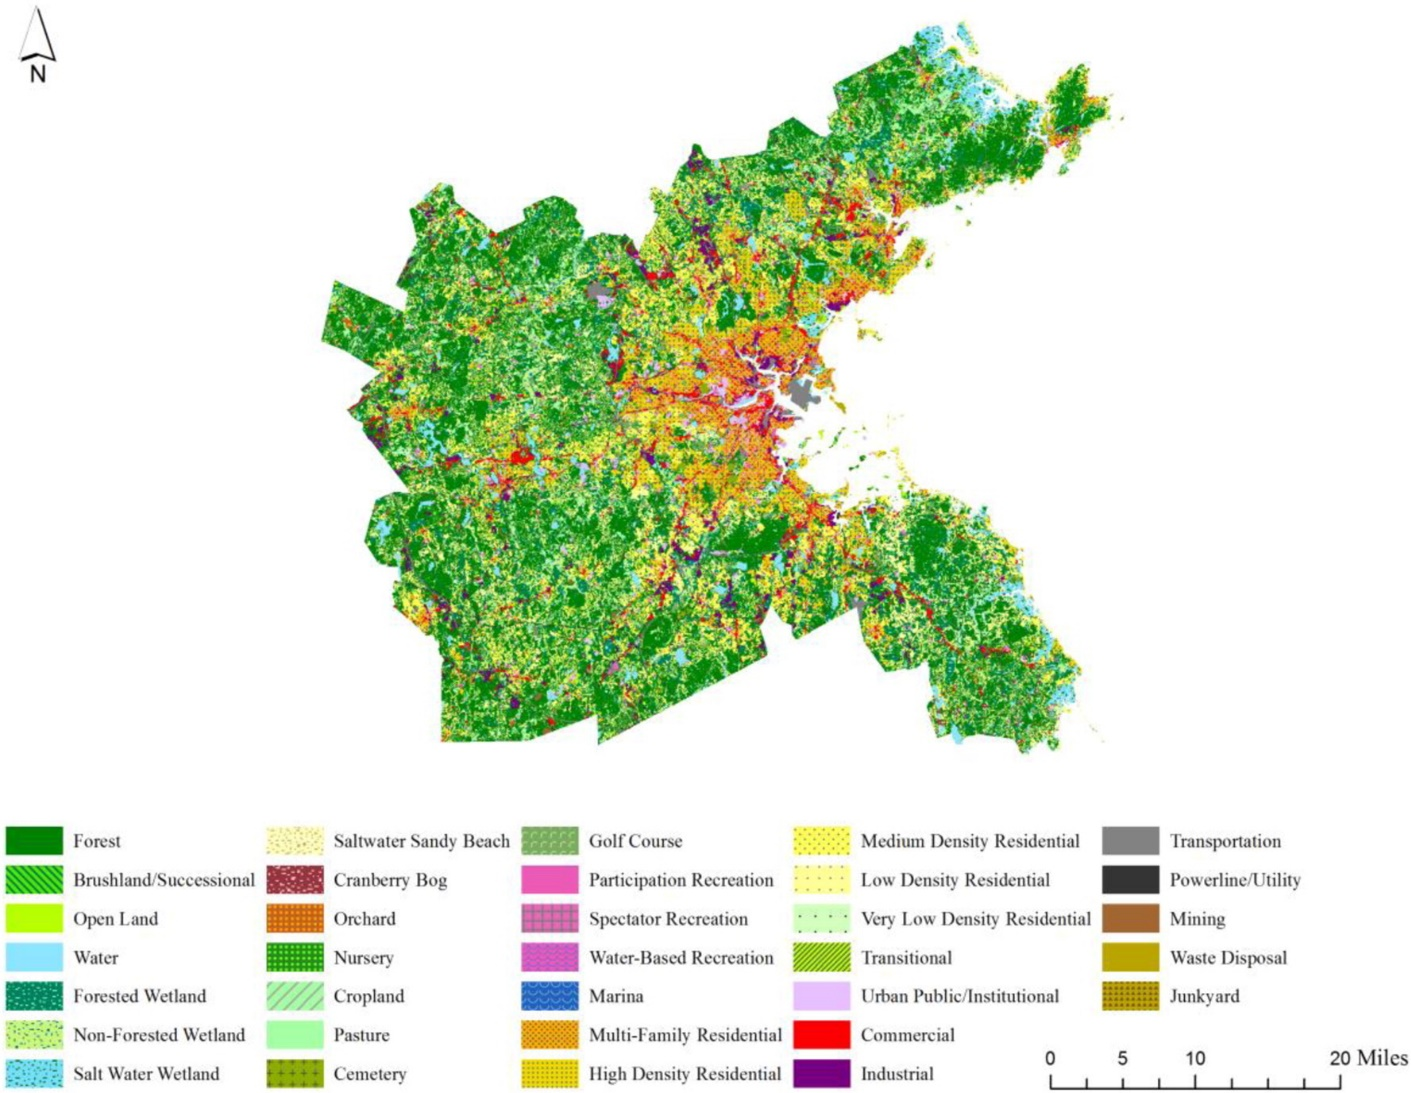 N
Forest
Brushland/Successional
Open Land
Water
Forested Wetland
Non-Forested Wetland
Salt Water Wetland
Saltwater Sandy Beach
Cranberry Bog
Orchard
Nursery
Cropland
Pasture
Cemetery
Golf Course
Participation Recreation
Spectator Recreation
Water-Based Recreation
Marina
Multi-Family Residential
High Density Residential
Medium Density Residential
Low Density Residential
Very Low Density Residential
Transitional
Urban Public/Institutional
Commercial
Industrial
Transportation
Powerline/Utility
Mining
Waste Disposal
Junkyard
0 5 10 20 Miles